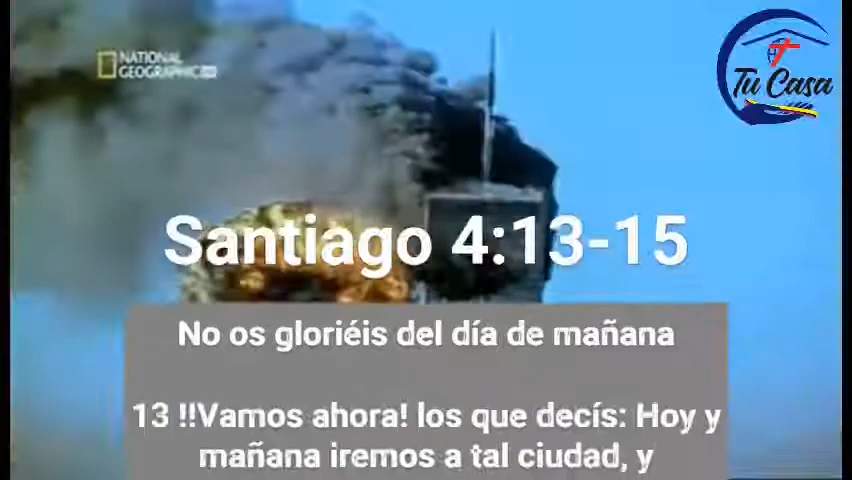 NATIONAL
GEOGRAPHIC
Tu Casa
Santiago 4:13-15
No os gloriéis del día de mañana
13 !!Vamos ahora! los que decís: Hoy y
mañana iremos a tal ciudad, y